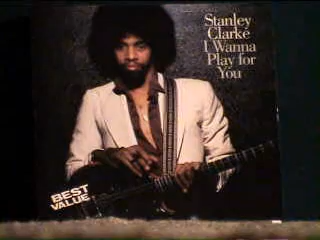 Stanley
Clarke
I Wanna
Play for
You
BEST
VALUE